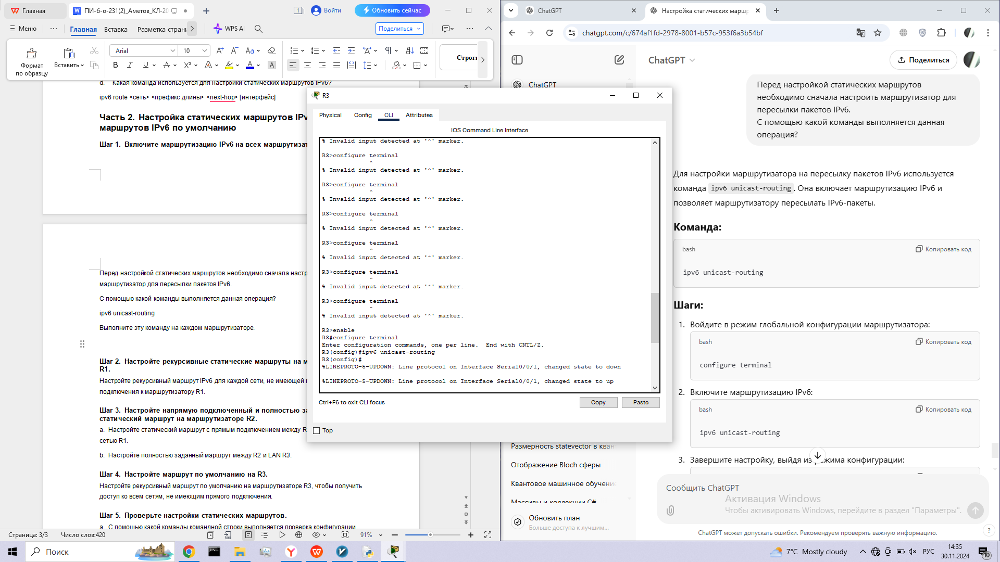 Главная
ПИ-б-о-231(2)_Аметов_КЛ-20
Войти
Обновить сейчас
Меню
Главная
Вставка
Разметка страни
WPS AI
Поделиться
Формат по образцу
Вставить
Arial
10
Строги
d. Какая команда используется для настройки статических маршрутов IPv6?
ipv6 route <сеть> <префикс длины> <next-hop> [интерфейс]
Часть 2. Настройка статических маршрутов IPv
маршрутов IPv6 по умолчанию
Шаг 1. Включите маршрутизацию IPv6 на всех маршрутизат
Перед настройкой статических маршрутов необходимо сначала настр
маршрутизатор для пересылки пакетов IPv6.
С помощью какой команды выполняется данная операция?
ipv6 unicast-routing
Выполните эту команду на каждом маршрутизаторе.
Шаг 2. Настройте рекурсивные статические маршруты на м
R1.
Настройте рекурсивный маршрут IPv6 для каждой сети, не имеющей п
подключения к маршрутизатору R1.
Шаг 3. Настройте напрямую подключенный и полностью за
статический маршрут на маршрутизаторе R2.
a. Настройте статический маршрут с прямым подключением между R
сетью R1.
b. Настройте полностью заданный маршрут между R2 и LAN R3.
Шаг 4. Настройте маршрут по умолчанию на R3.
Настройте рекурсивный маршрут по умолчанию на маршрутизаторе R3, чтобы получить
доступ ко всем сетям, не имеющим прямого подключения.
Шаг 5. Проверьте настройки статических маршрутов.
a. С помощью какой команды командной строки выполняется проверка конфигурации
Страница: 3/3
Число слов:420
91%
R3
Physical
Config
CLI
Attributes
IOS Command Line Interface
% Invalid input detected at '^' marker.
R3>configure terminal
^
% Invalid input detected at '^' marker.
R3>configure terminal
^
% Invalid input detected at '^' marker.
R3>configure terminal
^
% Invalid input detected at '^' marker.
R3>configure terminal
^
% Invalid input detected at '^' marker.
R3>configure terminal
^
% Invalid input detected at '^' marker.
R3>configure terminal
^
% Invalid input detected at '^' marker.
R3>enable
R3#configure terminal
Enter configuration commands, one per line. End with CNTL/Z.
R3(config)#ipv6 unicast-routing
R3(config)#
%LINEPROTO-5-UPDOWN: Line protocol on Interface Serial0/0/1, changed state to down
%LINEPROTO-5-UPDOWN: Line protocol on Interface Serial0/0/1, changed state to up
Ctrl+F6 to exit CLI focus
Copy
Paste
Top
ChatGPT
Настройка статических маршр
chatgpt.com/c/674af1fd-2978-8001-b57c-953f6a3b54bf
ChatGPT
ChatGPT
Поделиться
Перед настройкой статических маршрутов
необходимо сначала настроить маршрутизатор для
пересылки пакетов IPv6.
С помощью какой команды выполняется данная
операция?
Для настройки маршрутизатора на пересылку пакетов IPv6 используется
команда ipv6 unicast-routing. Она включает маршрутизацию IPv6 и
позволяет маршрутизатору пересылать IPv6-пакеты.
Команда:
bash
Копировать код
ipv6 unicast-routing
Шаги:
1. Войдите в режим глобальной конфигурации маршрутизатора:
bash
Копировать код
configure terminal
2. Включите маршрутизацию IPv6:
bash
Копировать код
ipv6 unicast-routing
3. Завершите настройку, выйдя из режима конфигурации:
Размерность statevector в квант
Отображение Bloch сферы
Квантовое машинное обучение
Массивы и коллекции C#
Обновить план
Больше доступа к лучшим...
Сообщить ChatGPT
Активация Windows
Чтобы активировать Windows, перейдите в раздел "Параметры".
ChatGPT может допускать ошибки. Рекомендуем проверять важную информацию.
?
Поиск
7°C Mostly cloudy
РУС
14:35
30.11.2024
10